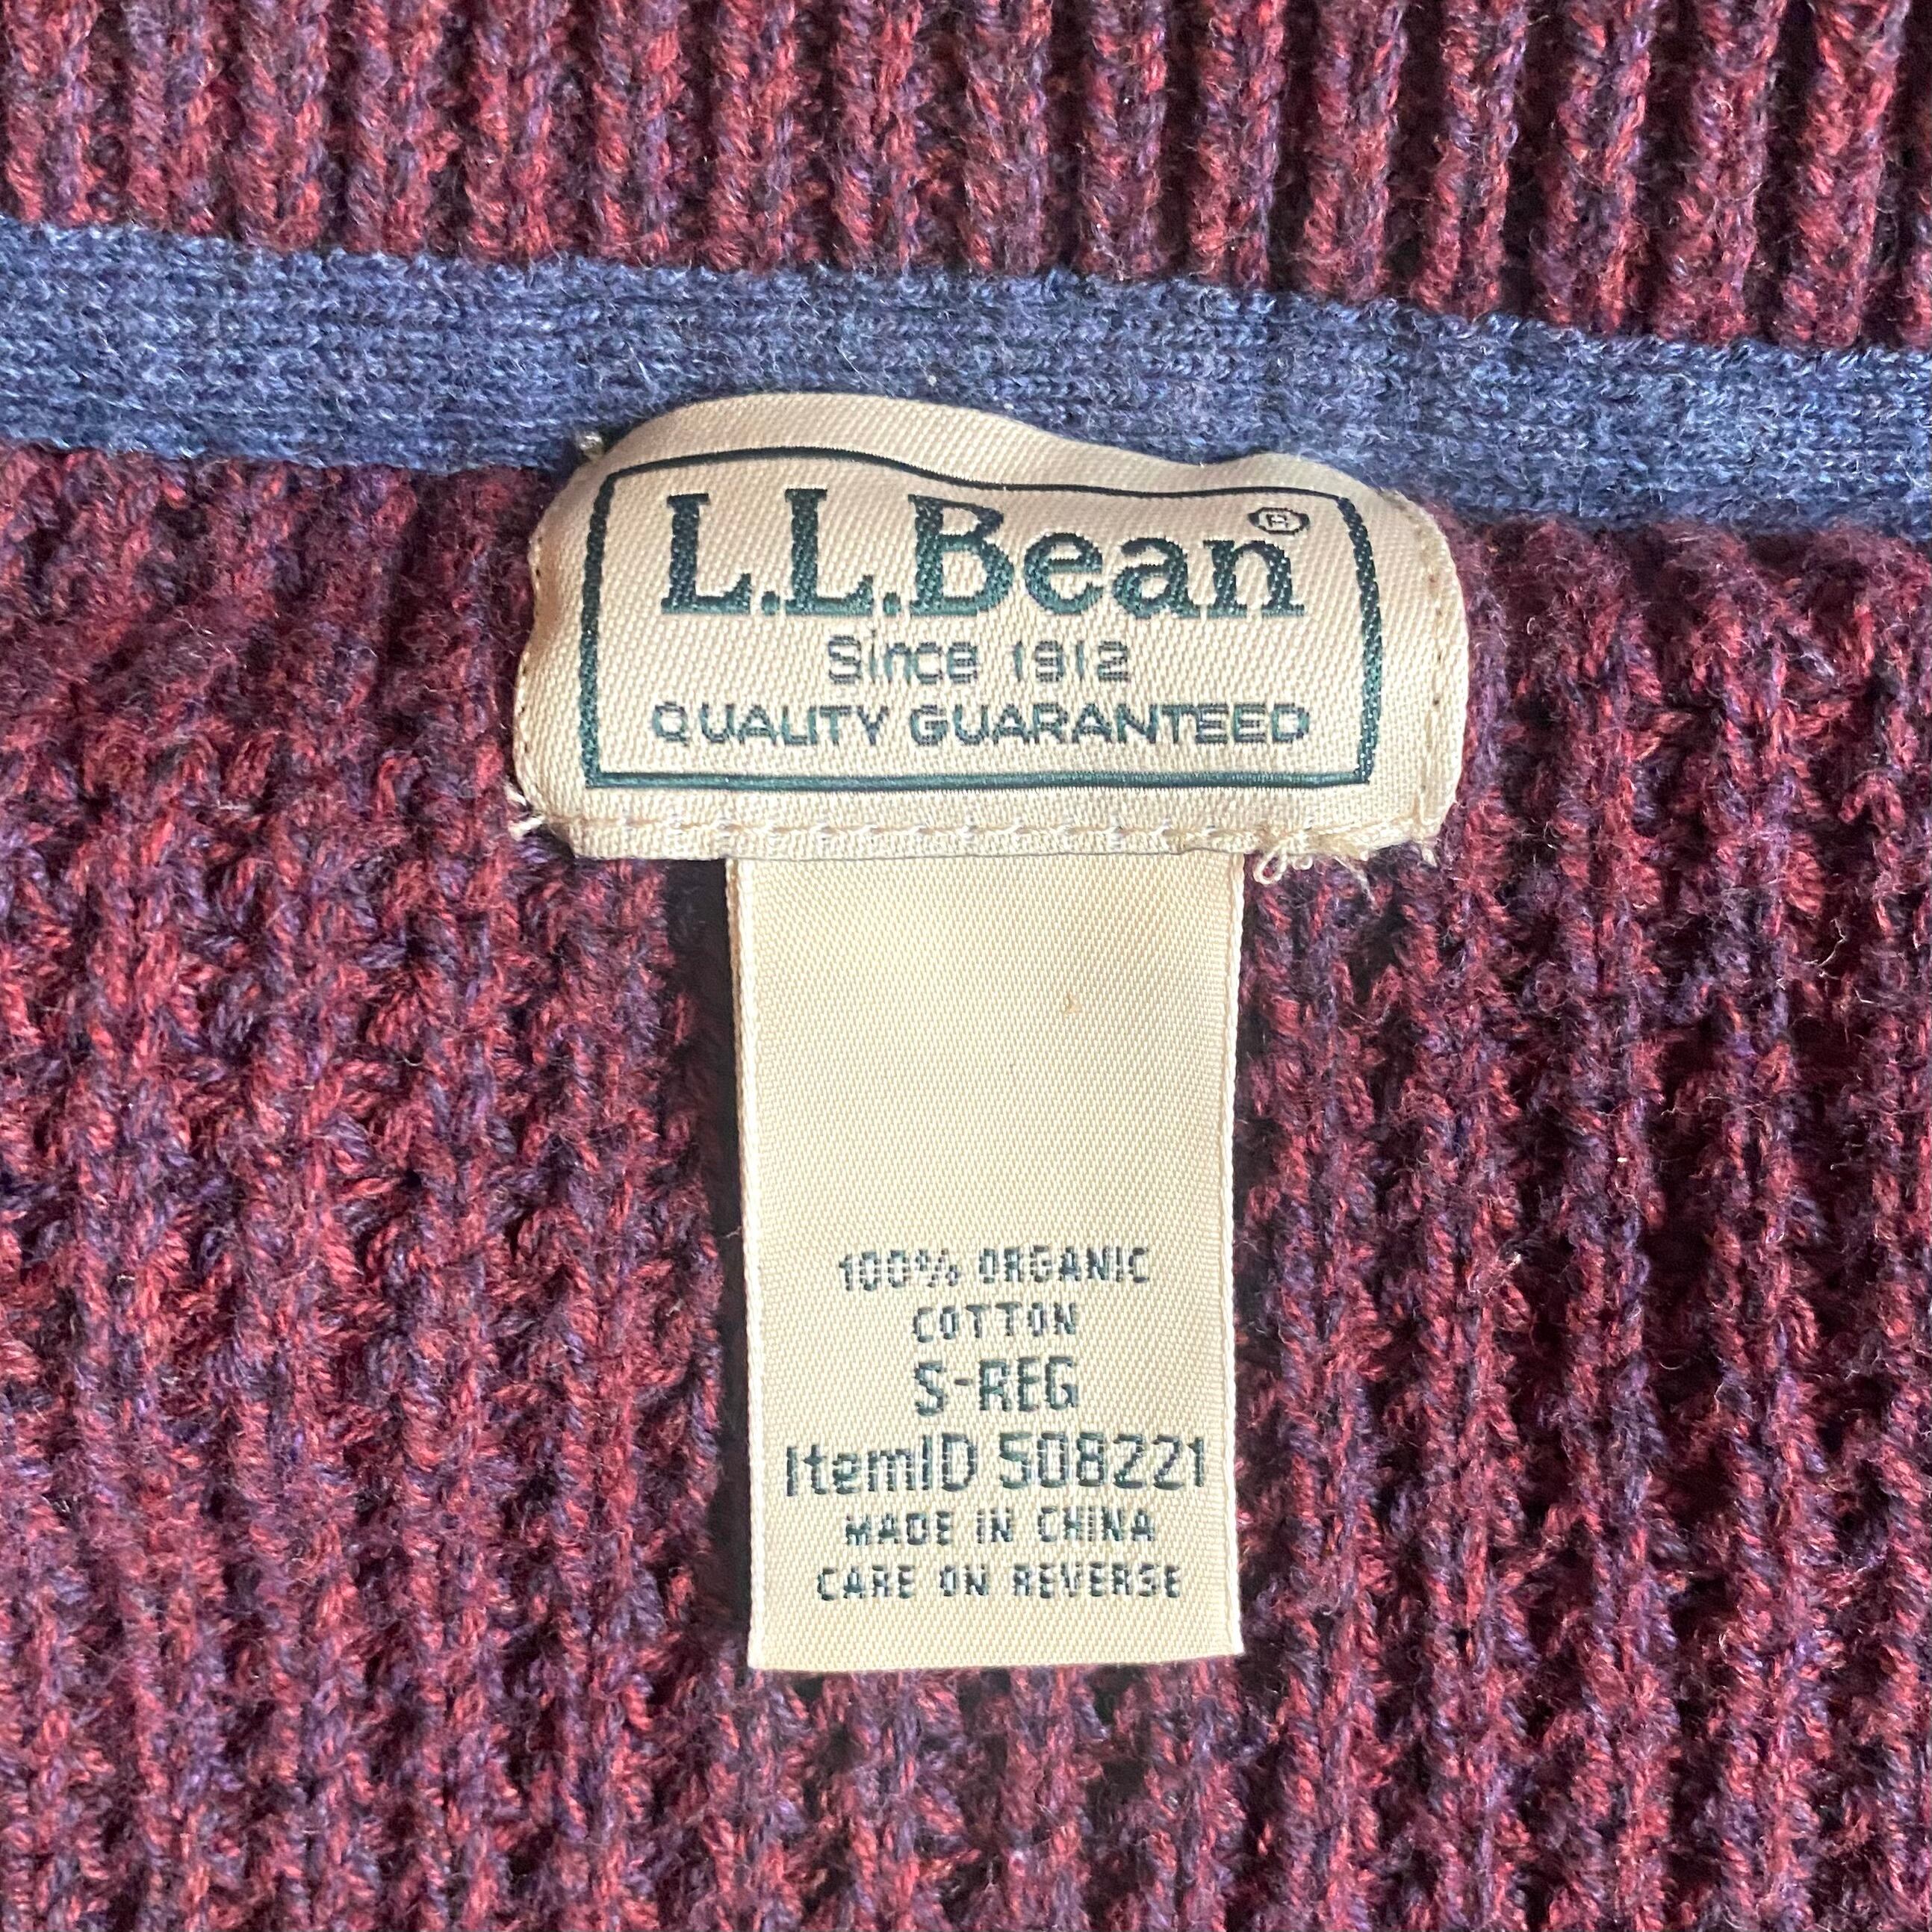 L.L.Bean®
Since 1912
QUALITY GUARANTEED
100% ORGANIC
COTTON
S-REG
ItemID 508221
MADE IN CHINA
CARE ON REVERSE